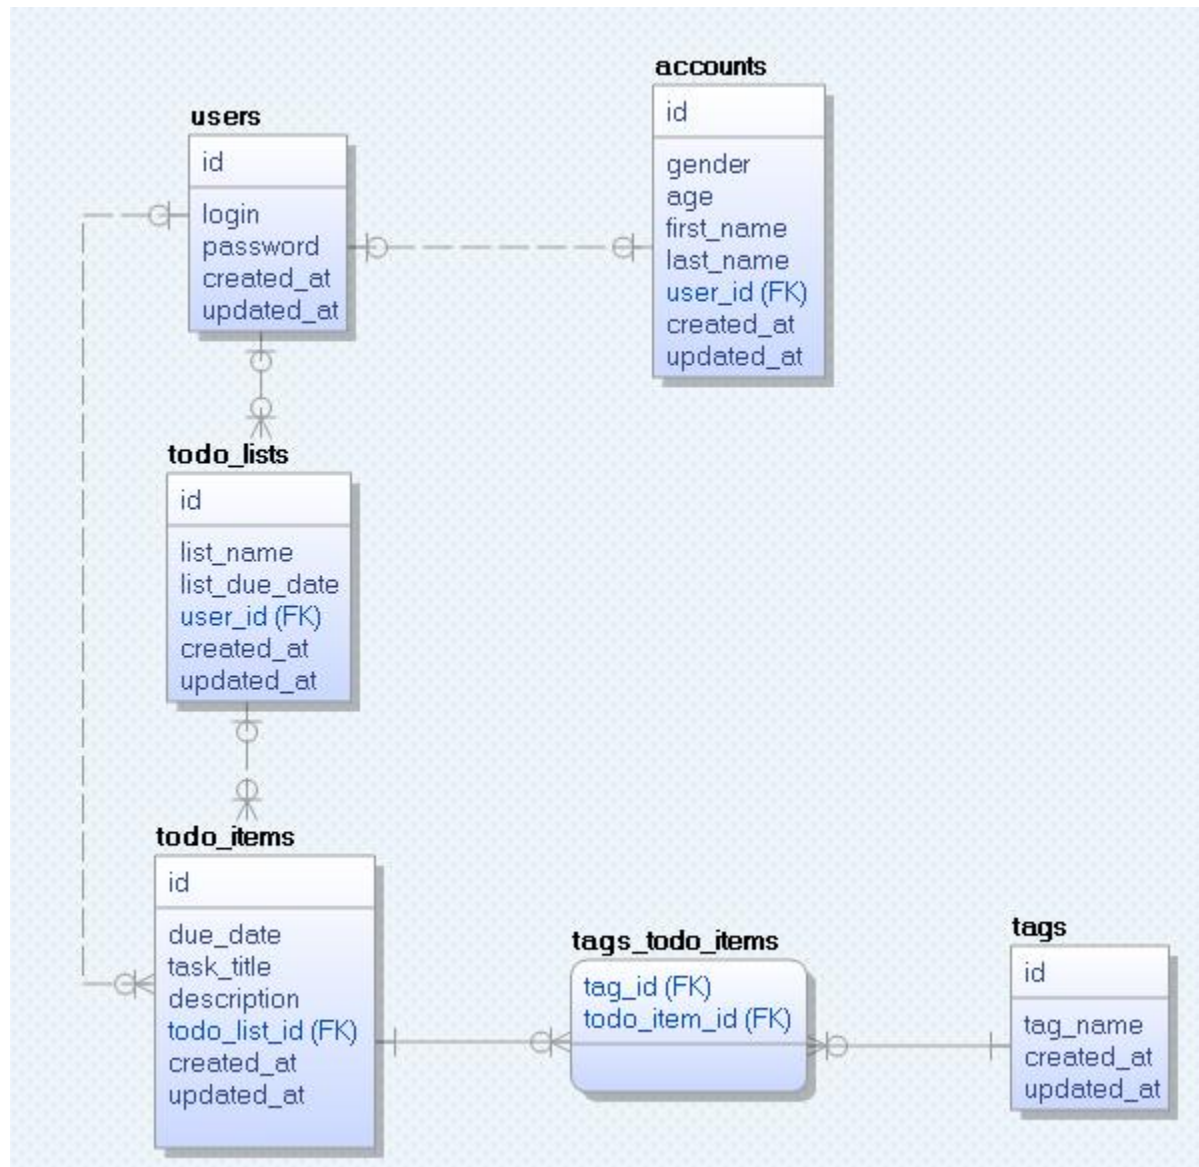 accounts
id
gender
age
first_name
last_name
user_id (FK)
created_at
updated_at
users
id
login
password
created_at
updated_at
todo_lists
id
list_name
list_due_date
user_id (FK)
created_at
updated_at
todo_items
id
due_date
task_title
description
todo_list_id (FK)
created_at
updated_at
tags_todo_items
tag_id (FK)
todo_item_id (FK)
tags
id
tag_name
created_at
updated_at